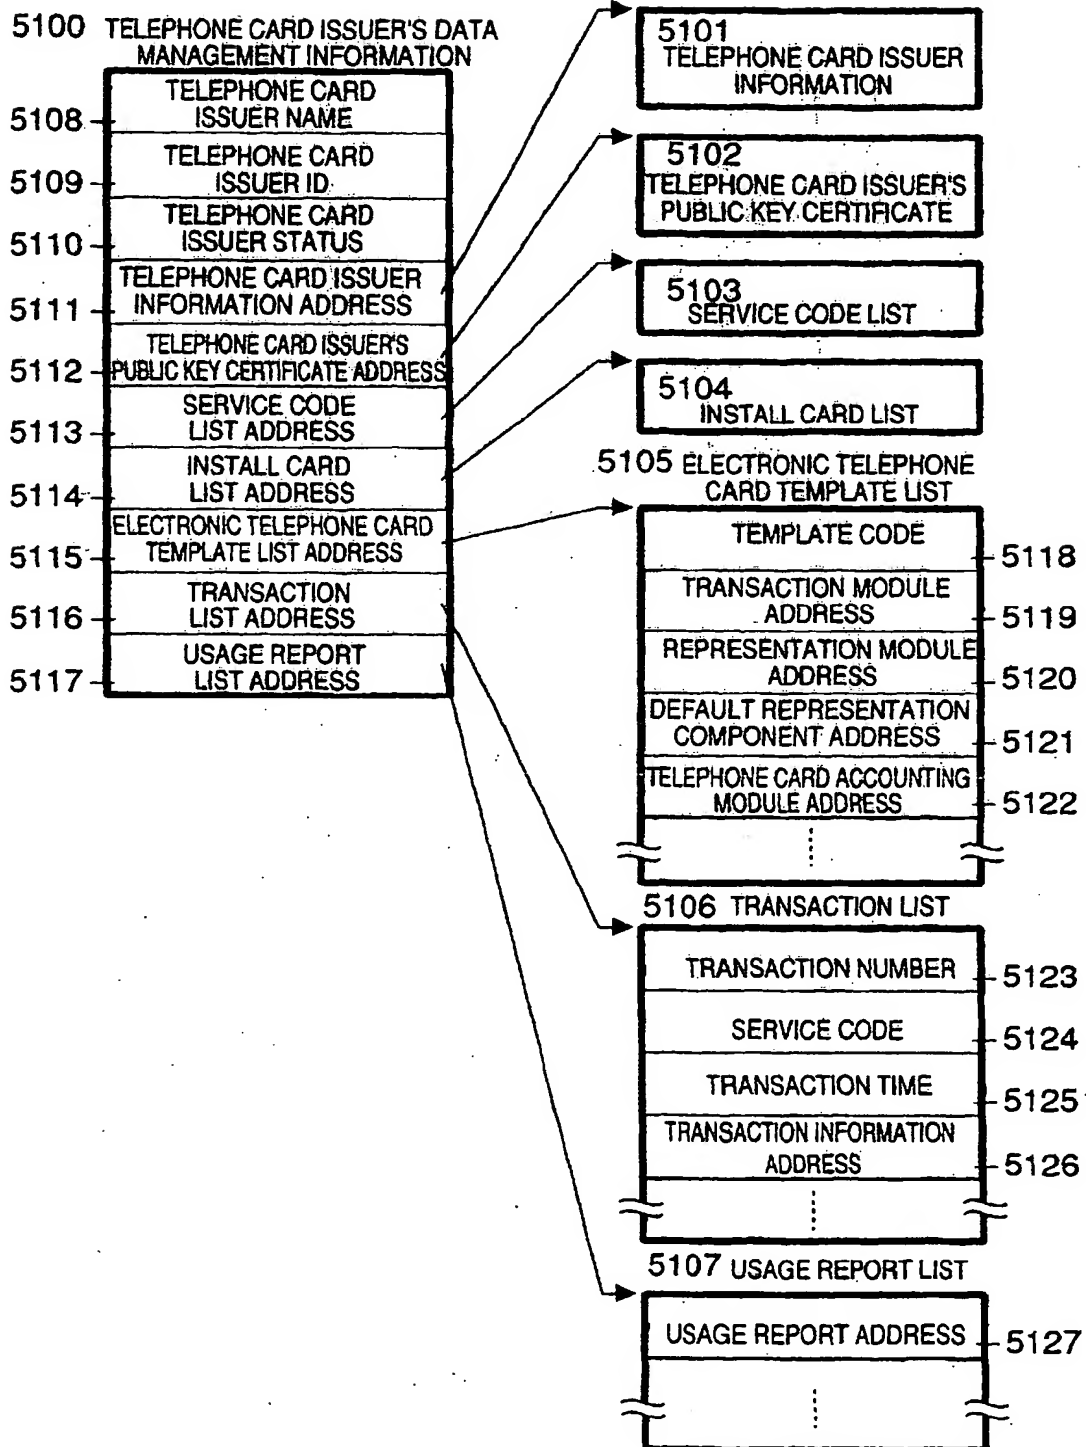 5100 TELEPHONE CARD ISSUER'S DATA
MANAGEMENT INFORMATION
TELEPHONE CARD
ISSUER NAME
5108
TELEPHONE CARD
ISSUER ID
5109
TELEPHONE CARD
ISSUER STATUS
5110
TELEPHONE CARD ISSUER
INFORMATION ADDRESS
5111
TELEPHONE CARD ISSUER'S
PUBLIC KEY CERTIFICATE ADDRESS
5112
SERVICE CODE
LIST ADDRESS
5113
INSTALL CARD
LIST ADDRESS
5114
ELECTRONIC TELEPHONE CARD
TEMPLATE LIST ADDRESS
5115
TRANSACTION
LIST ADDRESS
5116
USAGE REPORT
LIST ADDRESS
5117
5101
TELEPHONE CARD ISSUER
INFORMATION
5102
TELEPHONE CARD ISSUER'S
PUBLIC KEY CERTIFICATE
5103
SERVICE CODE LIST
5104
INSTALL CARD LIST
5105 ELECTRONIC TELEPHONE
CARD TEMPLATE LIST
TEMPLATE CODE
5118
TRANSACTION MODULE
ADDRESS
5119
REPRESENTATION MODULE
ADDRESS
5120
DEFAULT REPRESENTATION
COMPONENT ADDRESS
5121
TELEPHONE CARD ACCOUNTING
MODULE ADDRESS
5122
5106 TRANSACTION LIST
TRANSACTION NUMBER
5123
SERVICE CODE
5124
TRANSACTION TIME
5125
TRANSACTION INFORMATION
ADDRESS
5126
5107 USAGE REPORT LIST
USAGE REPORT ADDRESS
5127